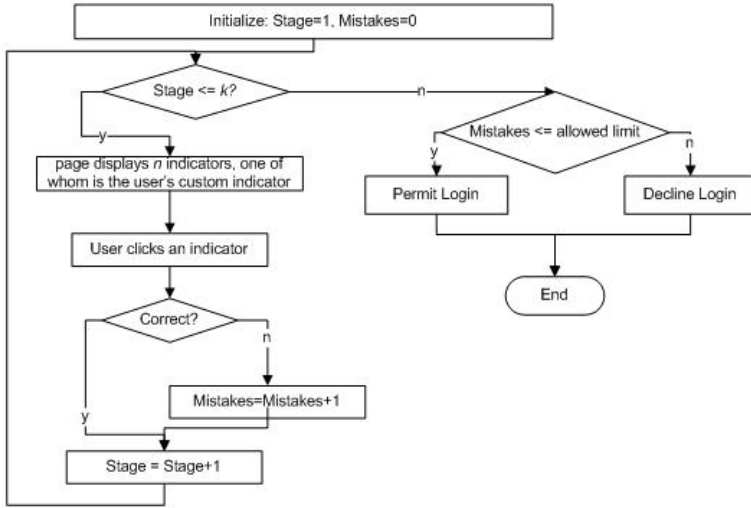 Initialize: Stage=1, Mistakes=0
Stage <= k?
n
y
Mistakes <= allowed limit
y
n
page displays n indicators, one of
whom is the user's custom indicator
Permit Login
Decline Login
User clicks an indicator
End
Correct?
n
y
Mistakes=Mistakes+1
Stage = Stage+1